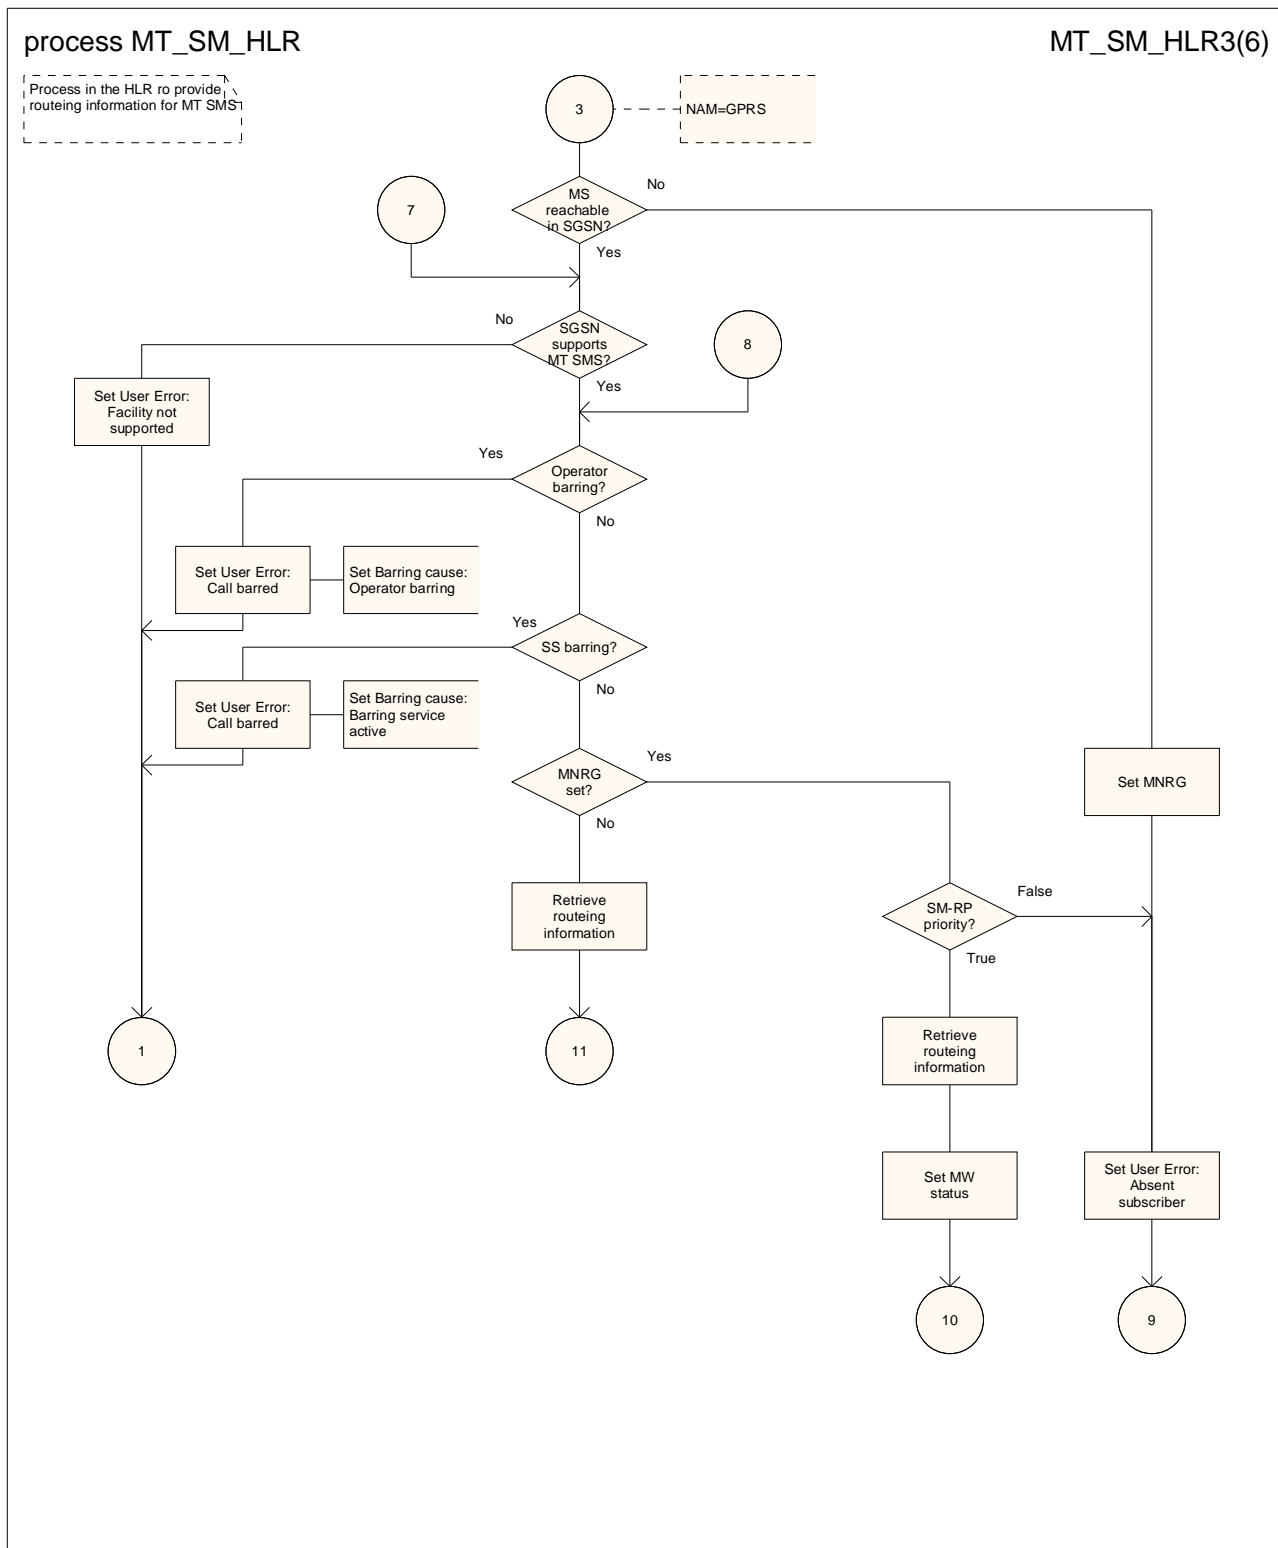 process MT_SM_HLR
MT_SM_HLR3(6)
Process in the HLR ro provide
routeing information for MT SMS
3
NAM=GPRS
MS
reachable
in SGSN?
No
7
Yes
SGSN
supports
MT SMS?
No
8
Yes
Set User Error:
Facility not
supported
Operator
barring?
Yes
No
Set User Error:
Call barred
Set Barring cause:
Operator barring
SS barring?
Yes
No
Set User Error:
Call barred
Set Barring cause:
Barring service
active
MNRG
set?
Yes
No
Set MNRG
Retrieve
routeing
information
SM-RP
priority?
False
True
1
11
Retrieve
routeing
information
Set MW
status
Set User Error:
Absent
subscriber
10
9